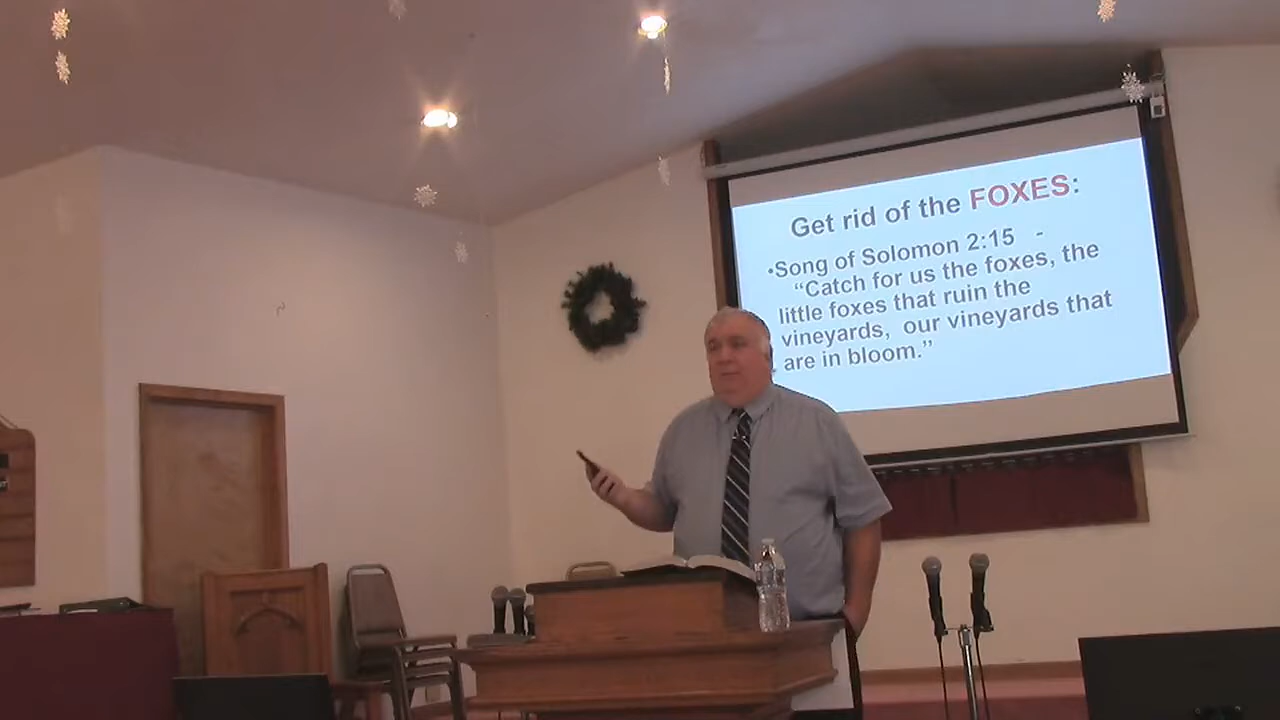 Get rid of the FOXES:
•Song of Solomon 2:15 -
“Catch for us the foxes, the
little foxes that ruin the
vineyards, our vineyards that
are in bloom.”